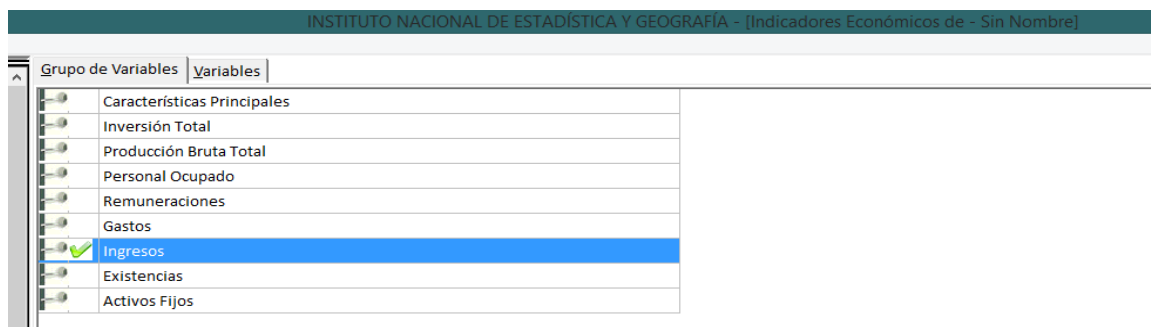 INSTITUTO NACIONAL DE ESTADÍSTICA Y GEOGRAFÍA - [Indicadores Económicos de - Sin Nombre]
Grupo de Variables Variables
Características Principales
Inversión Total
Producción Bruta Total
Personal Ocupado
Remuneraciones
Gastos
Ingresos
Existencias
Activos Fijos